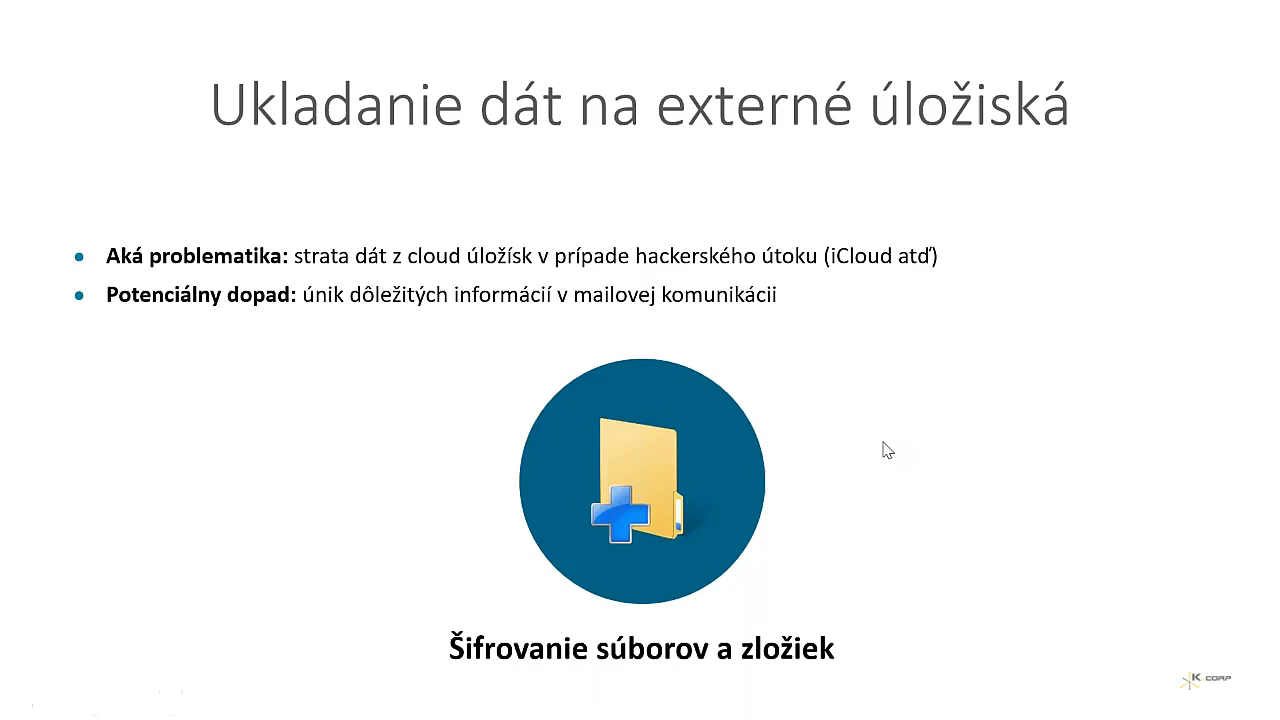 Ukladanie dát na externé úložiská
• Aká problematika: strata dát z cloud úložísk v prípade hackerského útoku (iCloud atď)
• Potenciálny dopad: únik dôležitých informácií v mailovej komunikácii
Šifrovanie súborov a zložiek
K CORP